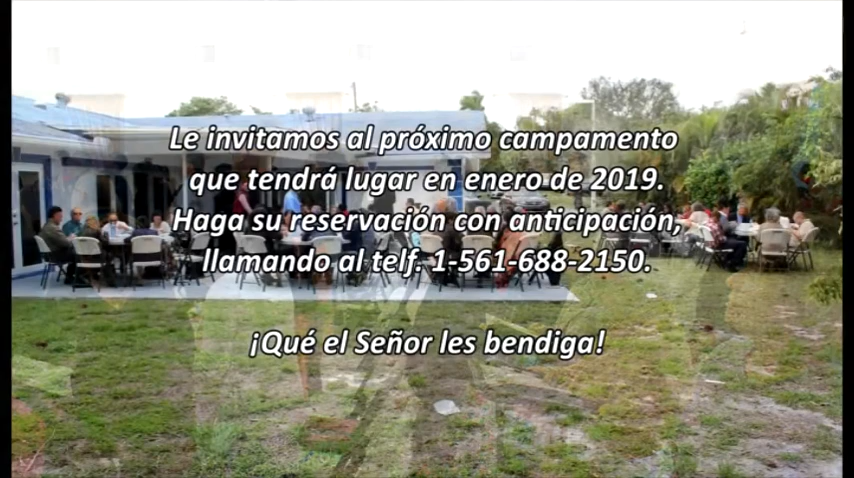 Le invitamos al próximo campamento
que tendrá lugar en enero de 2019.
Haga su reservación con anticipación,
llamando al telf. 1-561-688-2150.
¡Qué el Señor les bendiga!